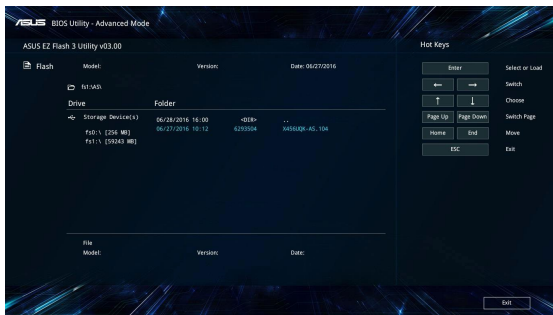 ASUS BIOS Utility - Advanced Mode
ASUS EZ Flash 3 Utility v03.00
Hot Keys
Flash Model: Version: Date: 06/27/2016
fs1:\AS\
Drive Folder
Storage Device(s) 06/28/2016 16:00 <DIR> ..
06/27/2016 10:12 6293504 X456UQK-AS.104
fs0:\ [256 MB]
fs1:\ [59243 MB]
File
Model: Version: Date:
Enter Select or Load
← → Switch
↑ ↓ Choose
Page Up Page Down Switch Page
Home End Move
ESC Exit
Exit